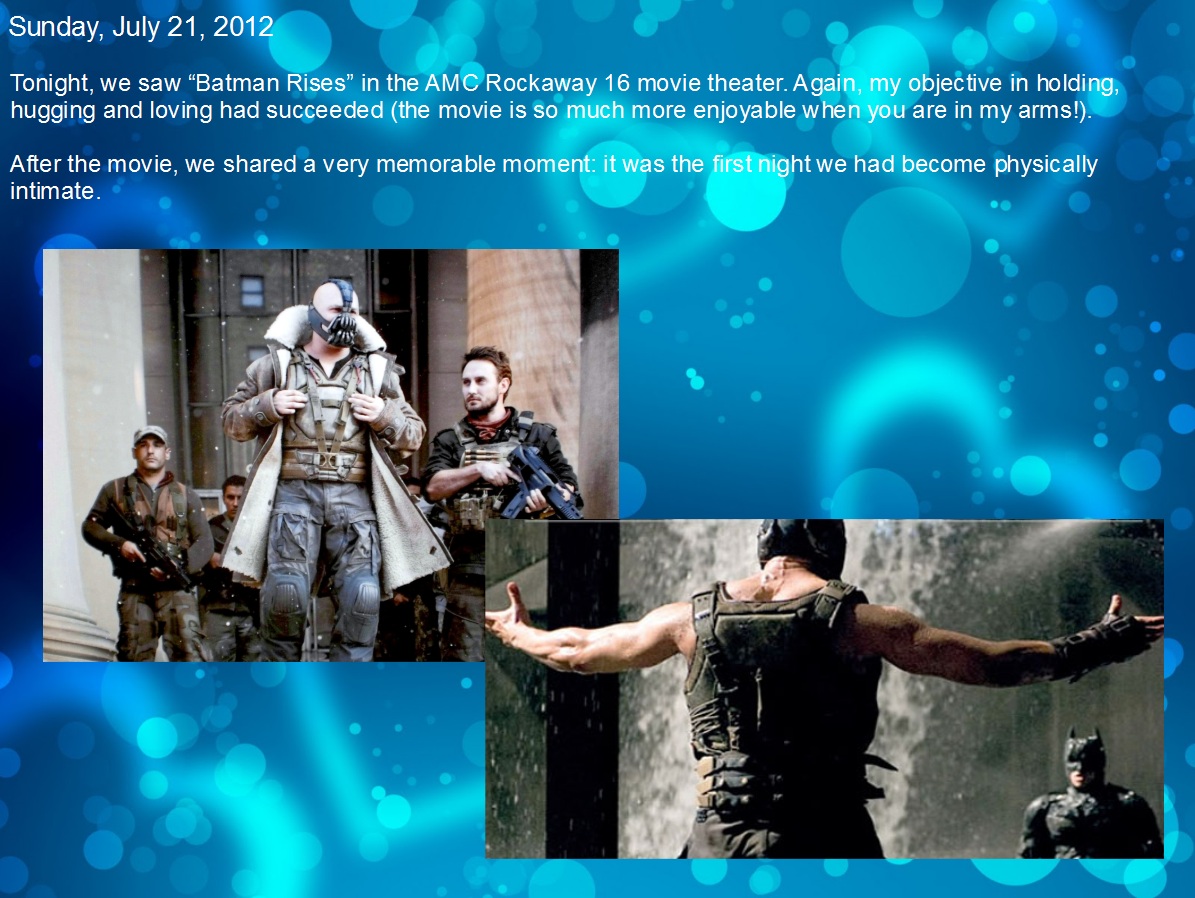 Sunday, July 21, 2012
Tonight, we saw “Batman Rises” in the AMC Rockaway 16 movie theater. Again, my objective in holding,
hugging and loving had succeeded (the movie is so much more enjoyable when you are in my arms!).
After the movie, we shared a very memorable moment: it was the first night we had become physically
intimate.